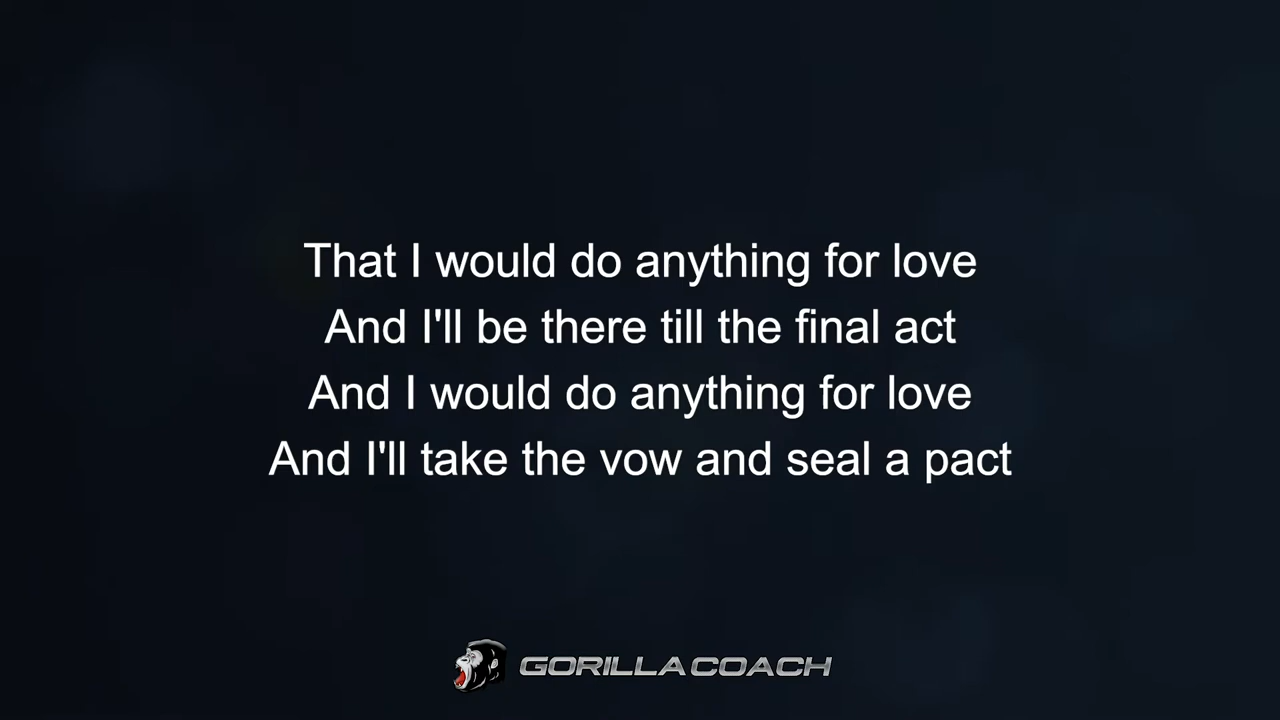 That I would do anything for love
And I'll be there till the final act
And I would do anything for love
And I'll take the vow and seal a pact
GORILLACOACH